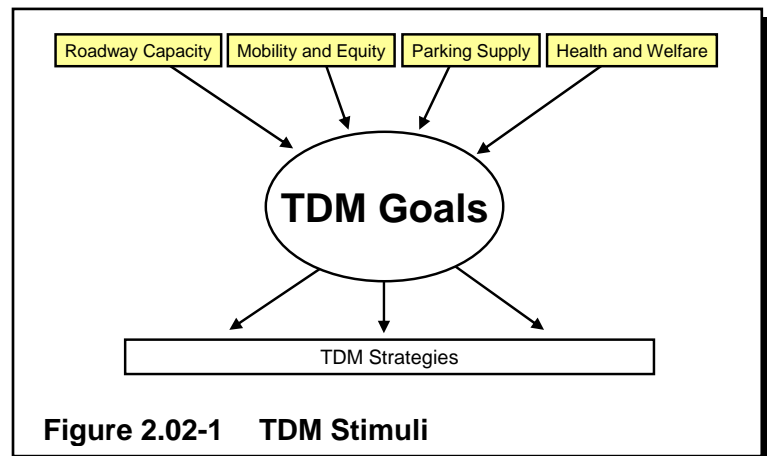 Roadway Capacity Mobility and Equity Parking Supply Health and Welfare
TDM Goals
TDM Strategies
Figure 2.02-1 TDM Stimuli